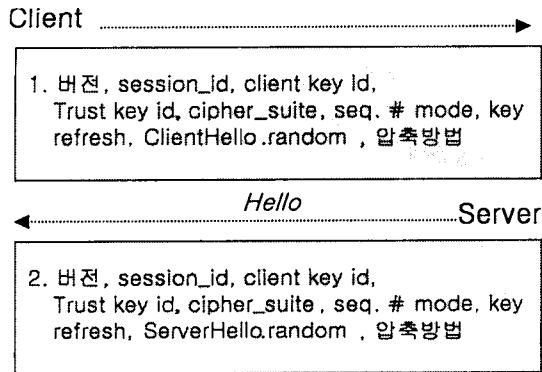 Client
1. 버전, session_id, client key id,
Trust key id, cipher_suite, seq. # mode, key
refresh, ClientHello.random , 압축방법
Hello
Server
2. 버전, session_id, client key id,
Trust key id, cipher_suite, seq. # mode, key
refresh, ServerHello.random , 압축방법